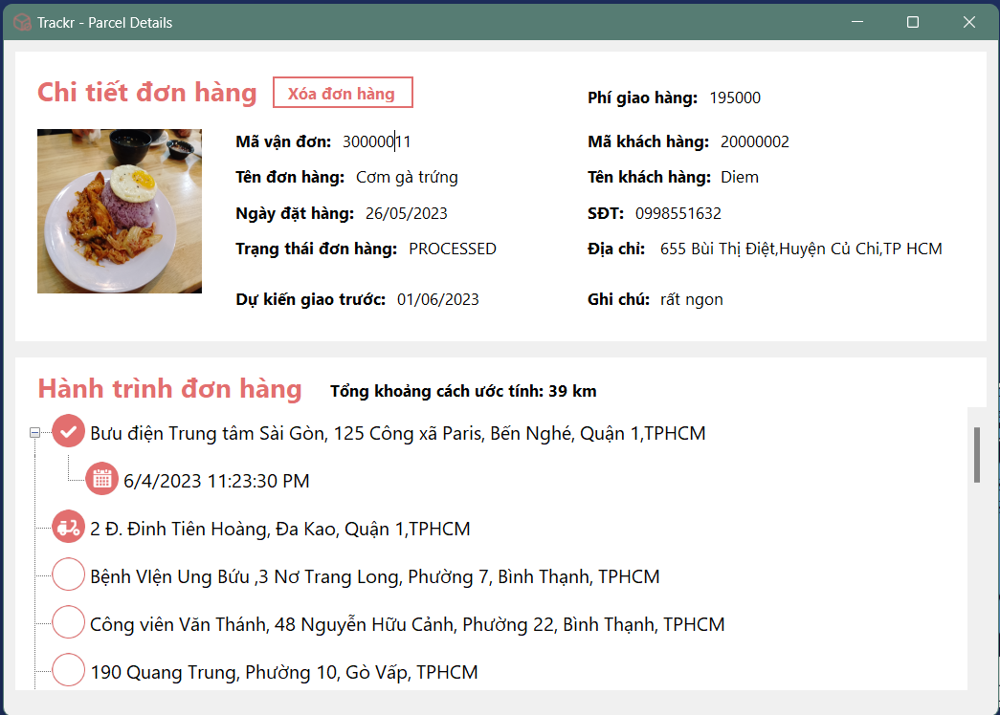 Trackr - Parcel Details
Chi tiết đơn hàng
Xóa đơn hàng
Phí giao hàng: 195000
Mã vận đơn: 30000011
Mã khách hàng: 20000002
Tên đơn hàng: Cơm gà trứng
Tên khách hàng: Diem
Ngày đặt hàng: 26/05/2023
SĐT: 0998551632
Trạng thái đơn hàng: PROCESSED
Địa chỉ: 655 Bùi Thị Điệt,Huyện Củ Chi,TP HCM
Dự kiến giao trước: 01/06/2023
Ghi chú: rất ngon
Hành trình đơn hàng
Tổng khoảng cách ước tính: 39 km
Bưu điện Trung tâm Sài Gòn, 125 Công xã Paris, Bến Nghé, Quận 1,TPHCM
6/4/2023 11:23:30 PM
2 Đ. Đinh Tiên Hoàng, Đa Kao, Quận 1,TPHCM
Bệnh VIện Ung Bứu ,3 Nơ Trang Long, Phường 7, Bình Thạnh, TPHCM
Công viên Văn Thánh, 48 Nguyễn Hữu Cảnh, Phường 22, Bình Thạnh, TPHCM
190 Quang Trung, Phường 10, Gò Vấp, TPHCM